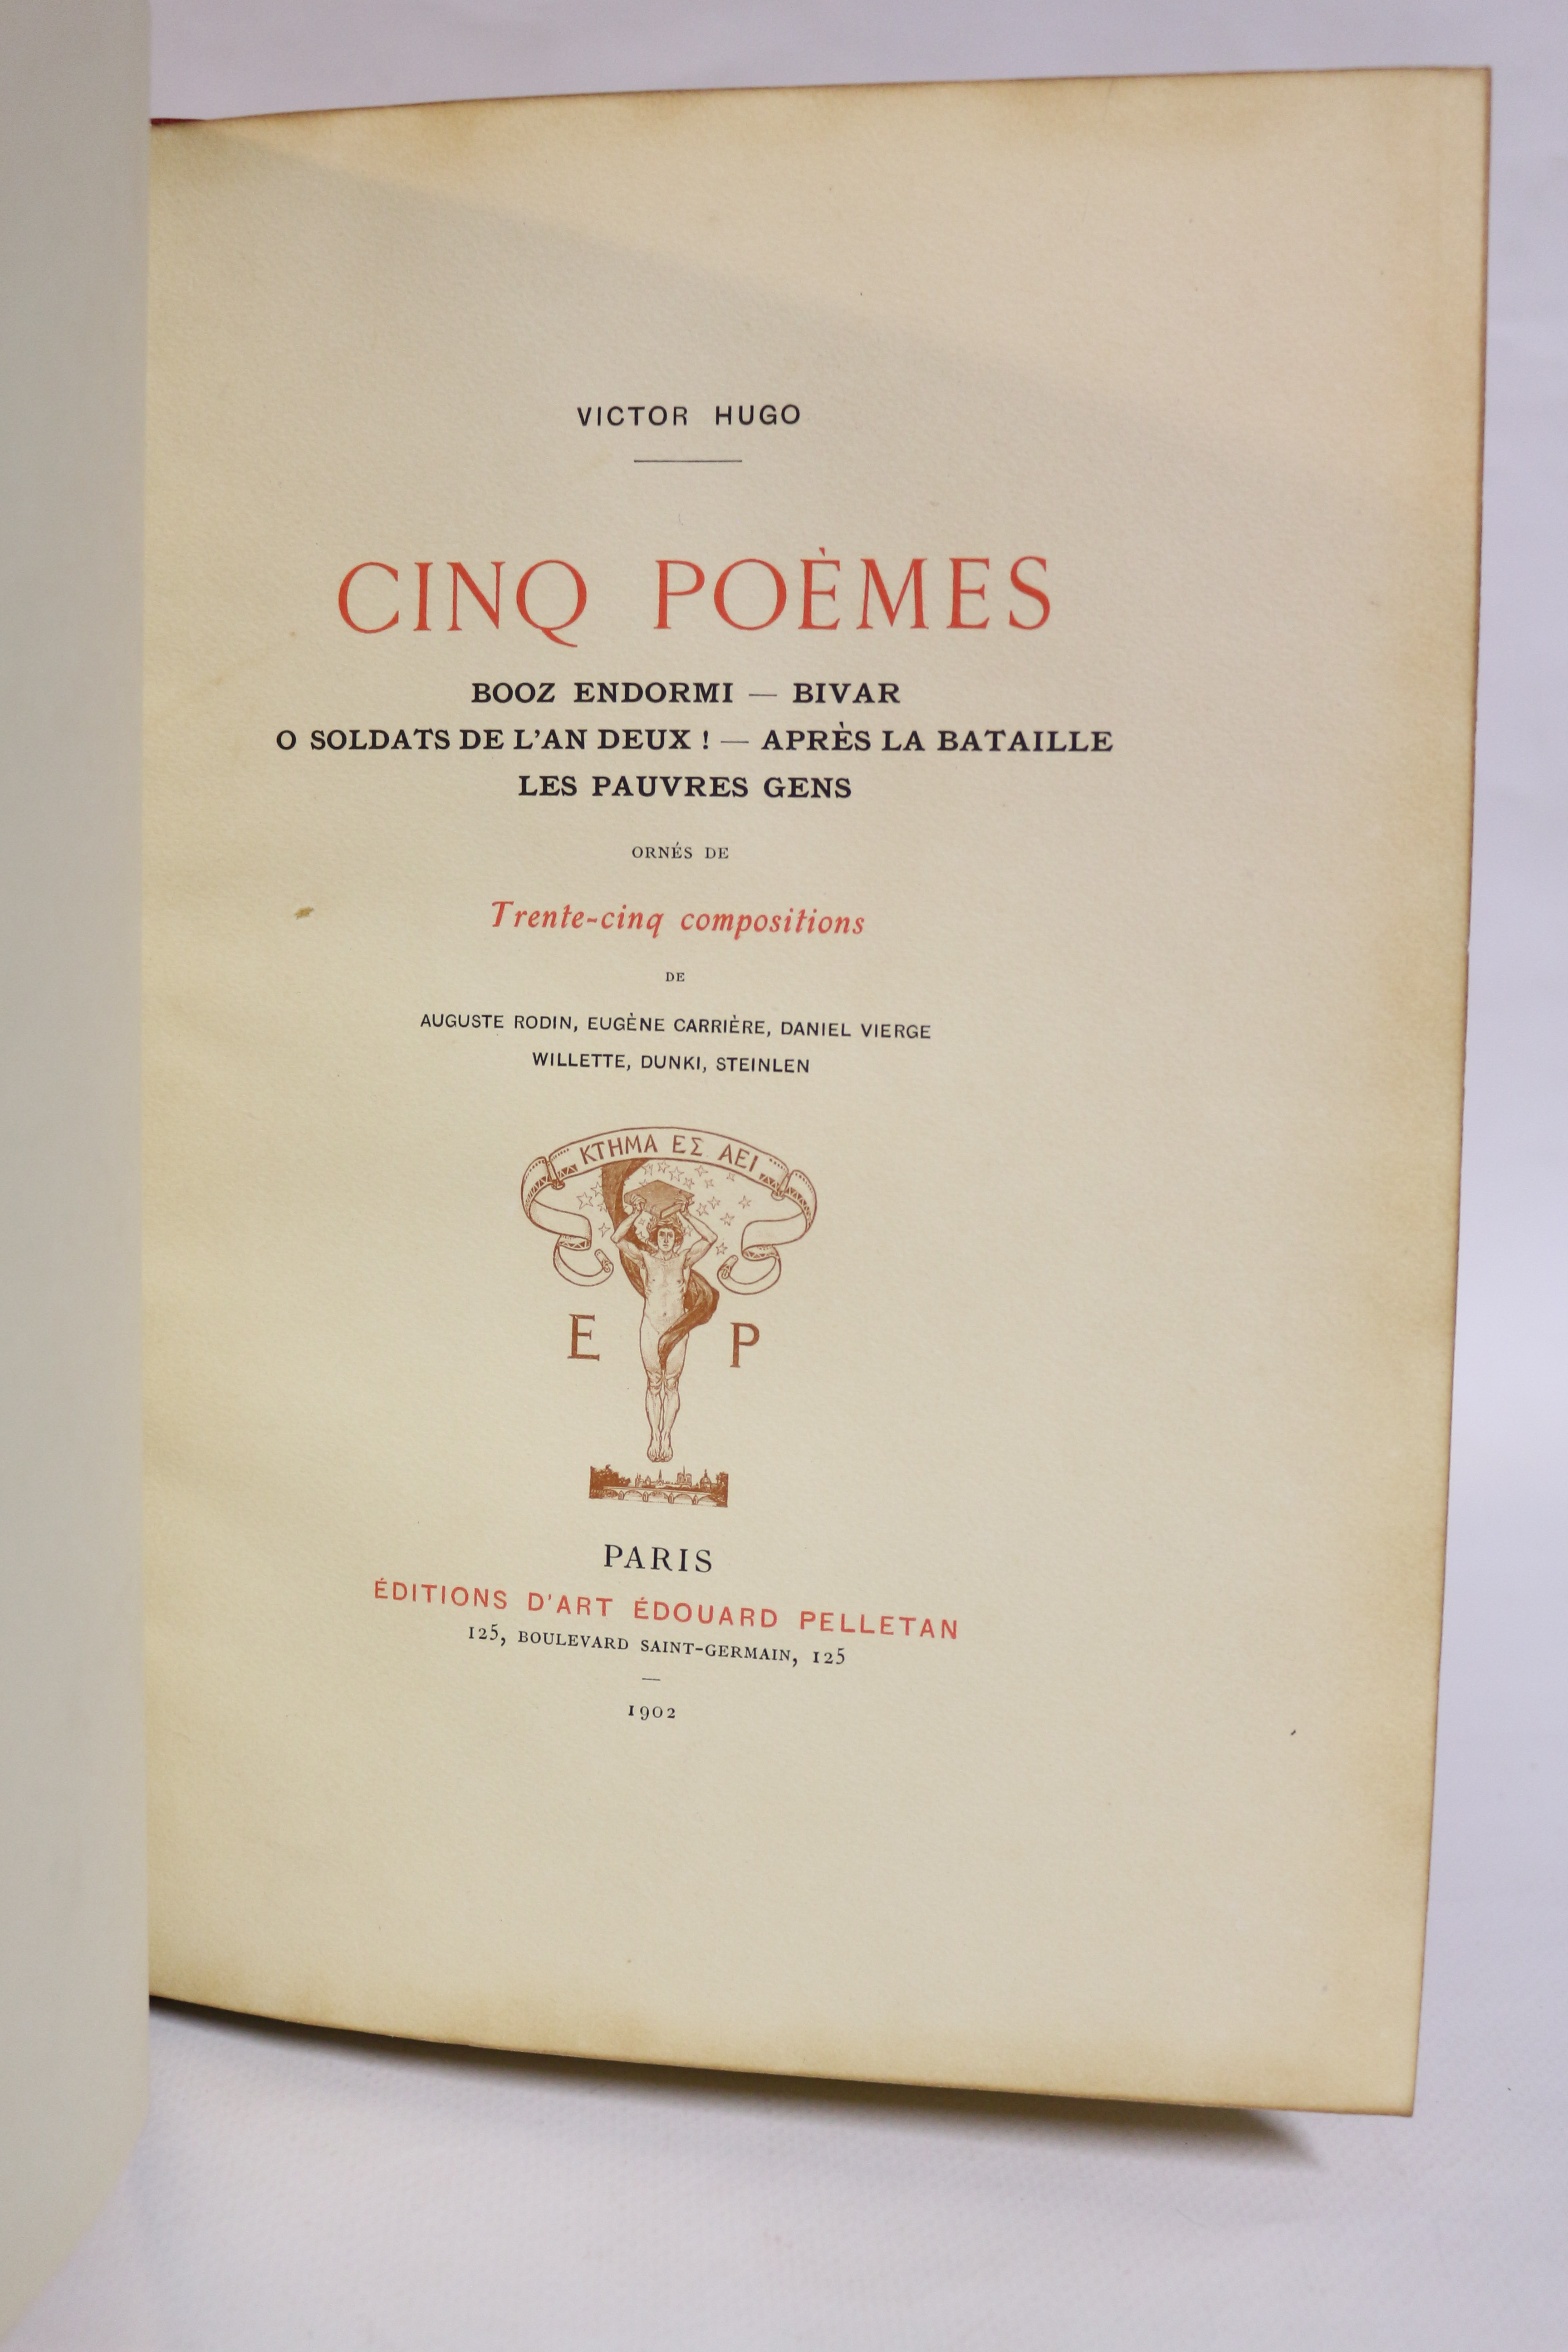 VICTOR HUGO
CINQ POÈMES
BOOZ ENDORMI — BIVAR
O SOLDATS DE L'AN DEUX ! — APRÈS LA BATAILLE
LES PAUVRES GENS
ORNÉS DE
Trente-cinq compositions
DE
AUGUSTE RODIN, EUGÈNE CARRIÈRE, DANIEL VIERGE
WILLETTE, DUNKI, STEINLEN
ΚΤΗΜΑ ΕΣ ΑΕΙ
E P
PARIS
ÉDITIONS D'ART ÉDOUARD PELLETAN
125, BOULEVARD SAINT-GERMAIN, 125
1902